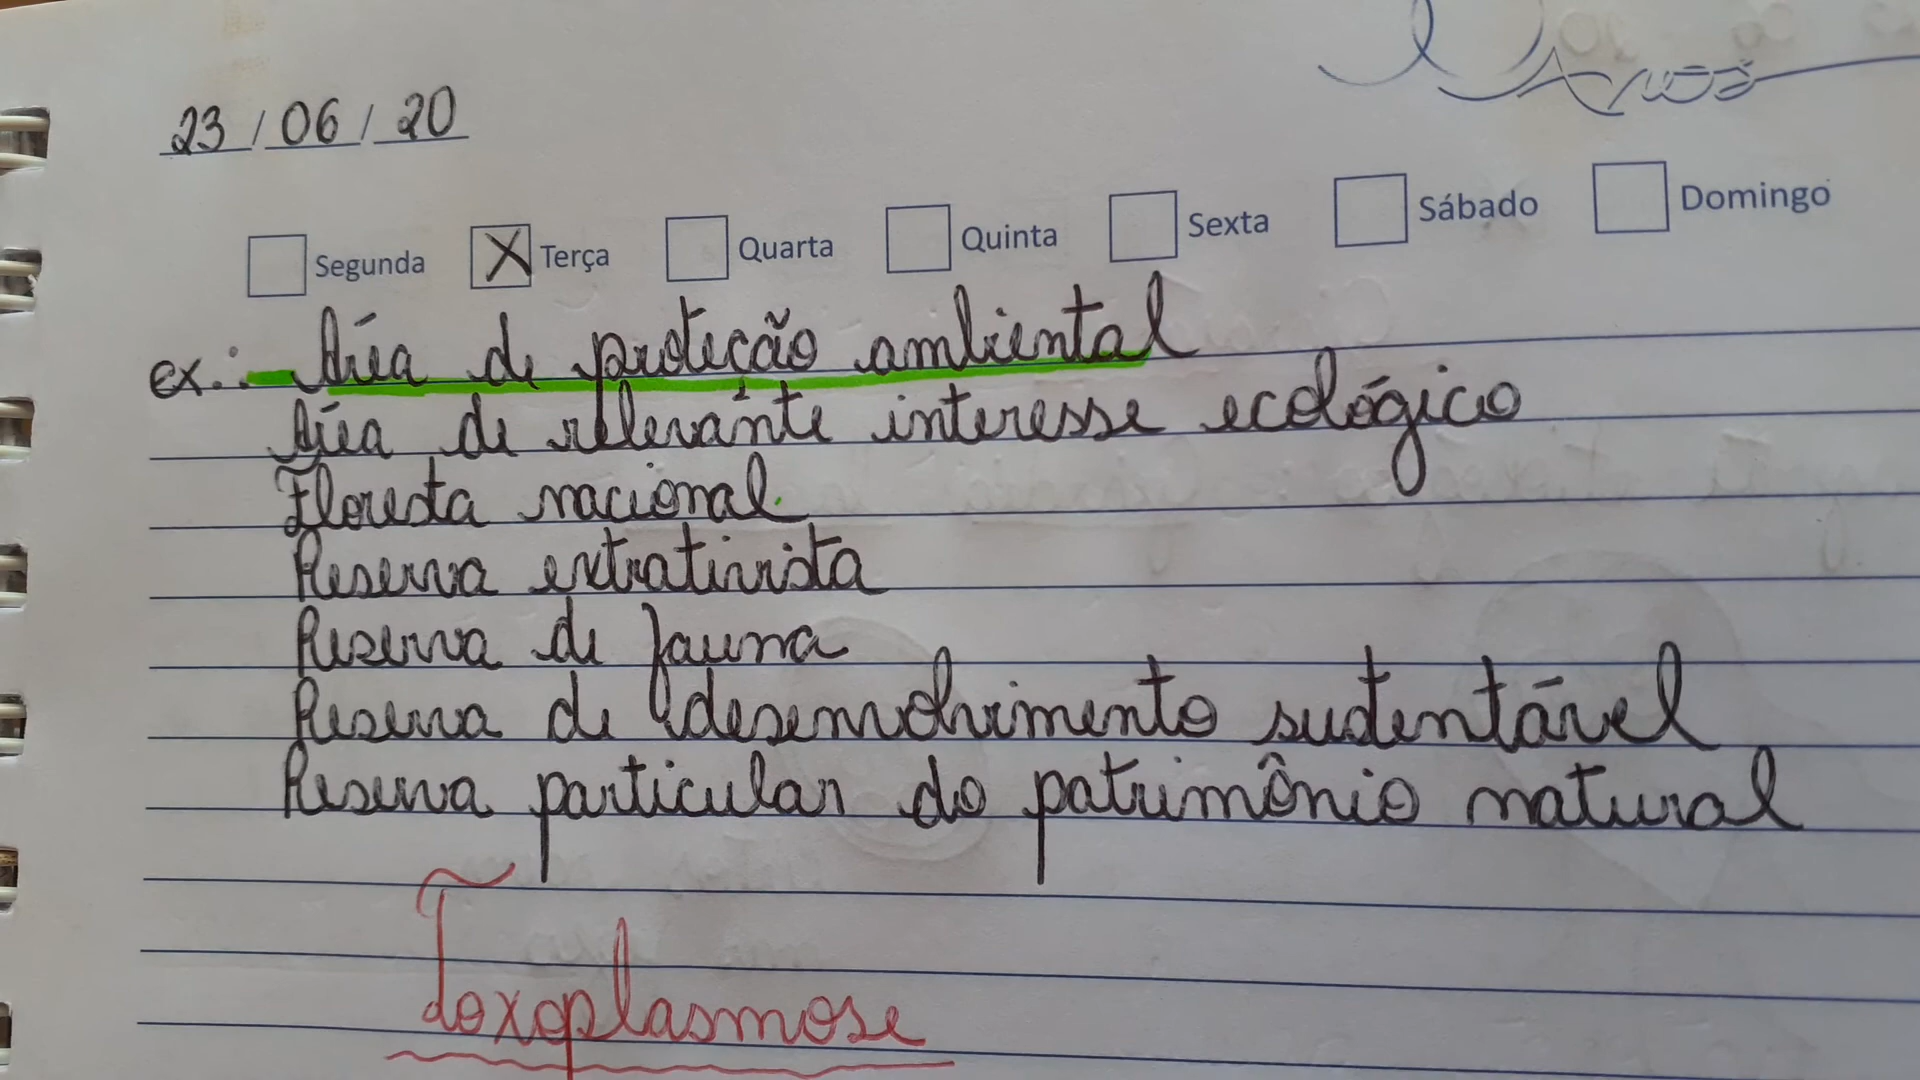 Anos
23/06/20
Segunda X Terça Quarta Quinta Sexta Sábado Domingo
ex.: Área de proteção ambiental
Área de relevante interesse ecológico
Floresta nacional
Reserva extrativista
Reserva de fauna
Reserva de desenvolvimento sustentável
Reserva particular do patrimônio natural
Toxoplasmose